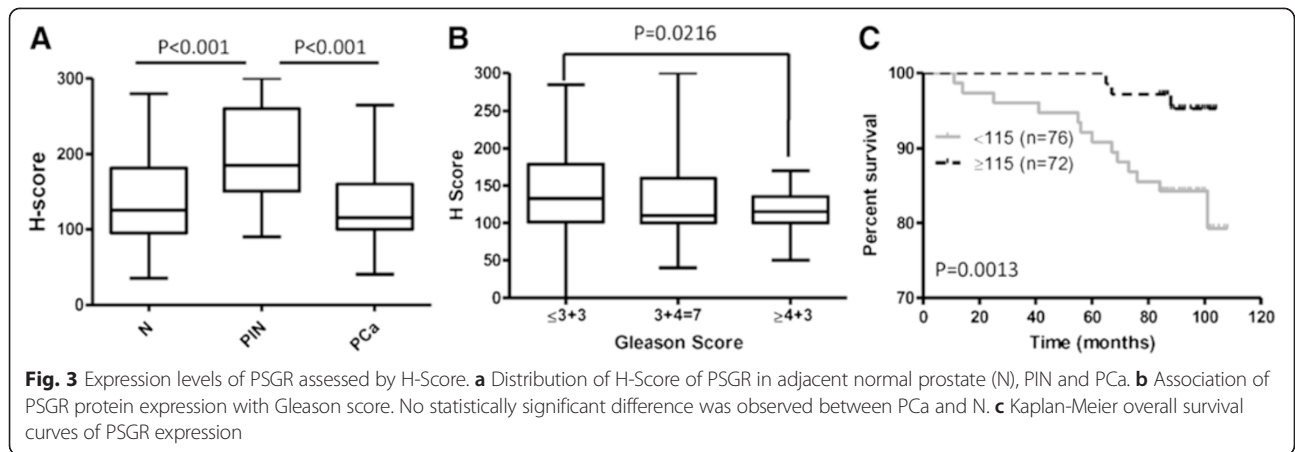 A
P<0.001 P<0.001
H-score
300
200
100
0
N PIN PCa
B
P=0.0216
H Score
300
250
200
150
100
50
0
≤3+3 3+4=7 ≥4+3
Gleason Score
C
Percent survival
100
90
80
70
<115 (n=76)
≥115 (n=72)
P=0.0013
0 20 40 60 80 100 120
Time (months)
Fig. 3 Expression levels of PSGR assessed by H-Score. a Distribution of H-Score of PSGR in adjacent normal prostate (N), PIN and PCa. b Association of
PSGR protein expression with Gleason score. No statistically significant difference was observed between PCa and N. c Kaplan-Meier overall survival
curves of PSGR expression